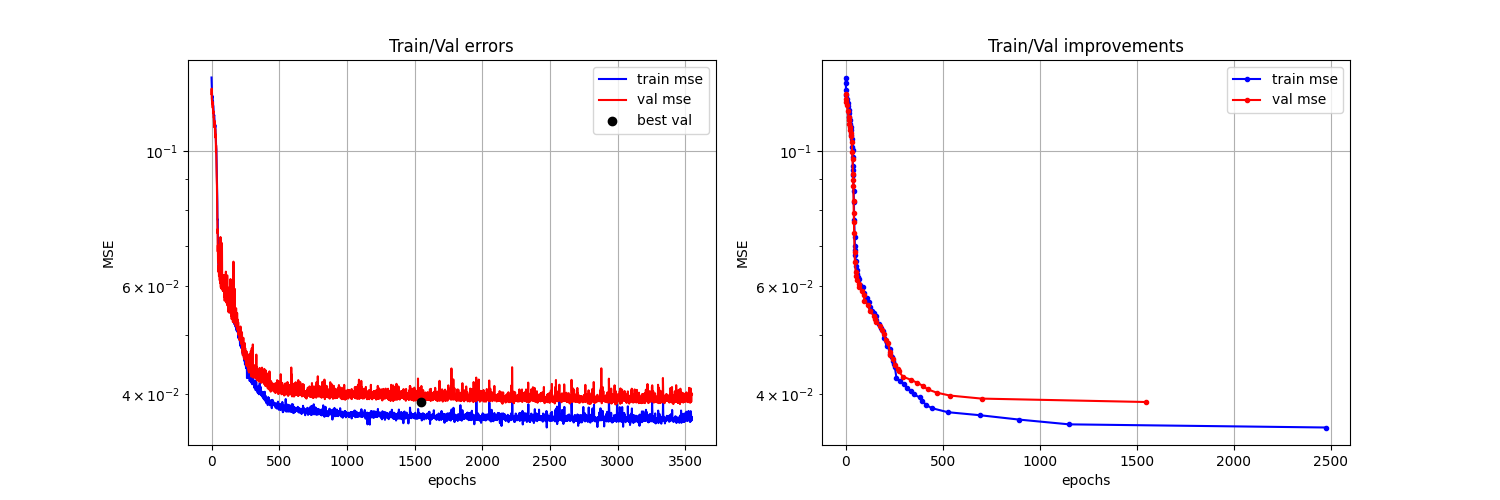 Train/Val errors
train mse
val mse
best val
MSE
10⁻¹
6 × 10⁻²
4 × 10⁻²
0 500 1000 1500 2000 2500 3000 3500
epochs
Train/Val improvements
train mse
val mse
MSE
10⁻¹
6 × 10⁻²
4 × 10⁻²
0 500 1000 1500 2000 2500
epochs